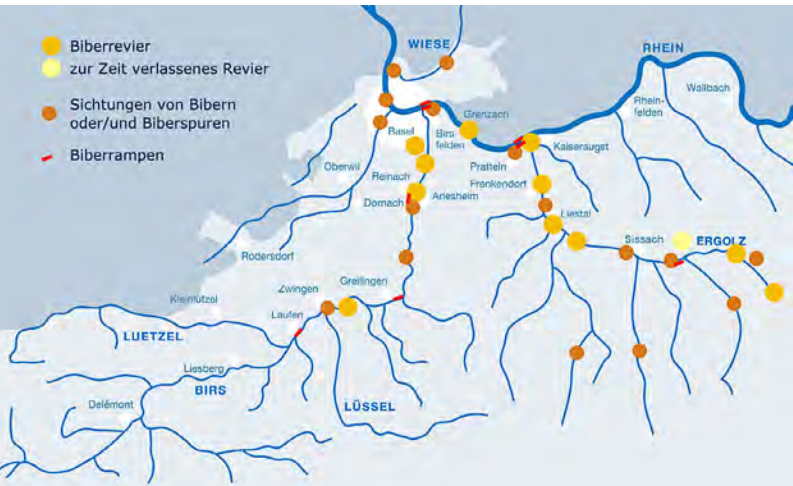 Biberrevier
zur Zeit verlassenes Revier
Sichtungen von Bibern
oder/und Biberspuren
Biberrampen
WIESE
RHEIN
Wallbach
Rhein-
felden
Grenzach
Basel
Birs-
felden
Kaiseraugst
Pratteln
Oberwil
Reinach
Frenkendorf
Arlesheim
Dornach
Liestal
Sissach
ERGOLZ
Rodersdorf
Grellingen
Zwingen
Kleinlützel
Laufen
LUETZEL
Liesberg
BIRS
LÜSSEL
Delémont